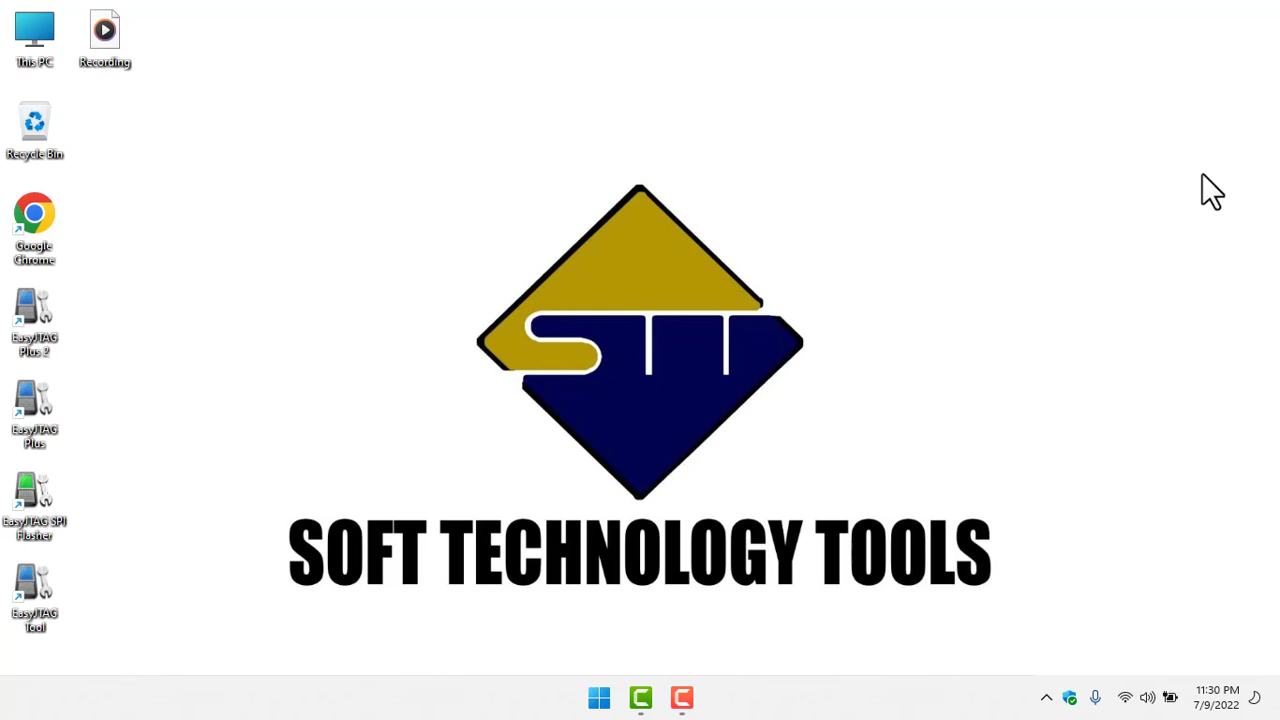 This PC
Recording
Recycle Bin
Google
Chrome
EasyJTAG
Plus 2
EasyJTAG
Plus
EasyJTAG SPI
Flasher
EasyJTAG
Tool
STT
SOFT TECHNOLOGY TOOLS
11:30 PM
7/9/2022